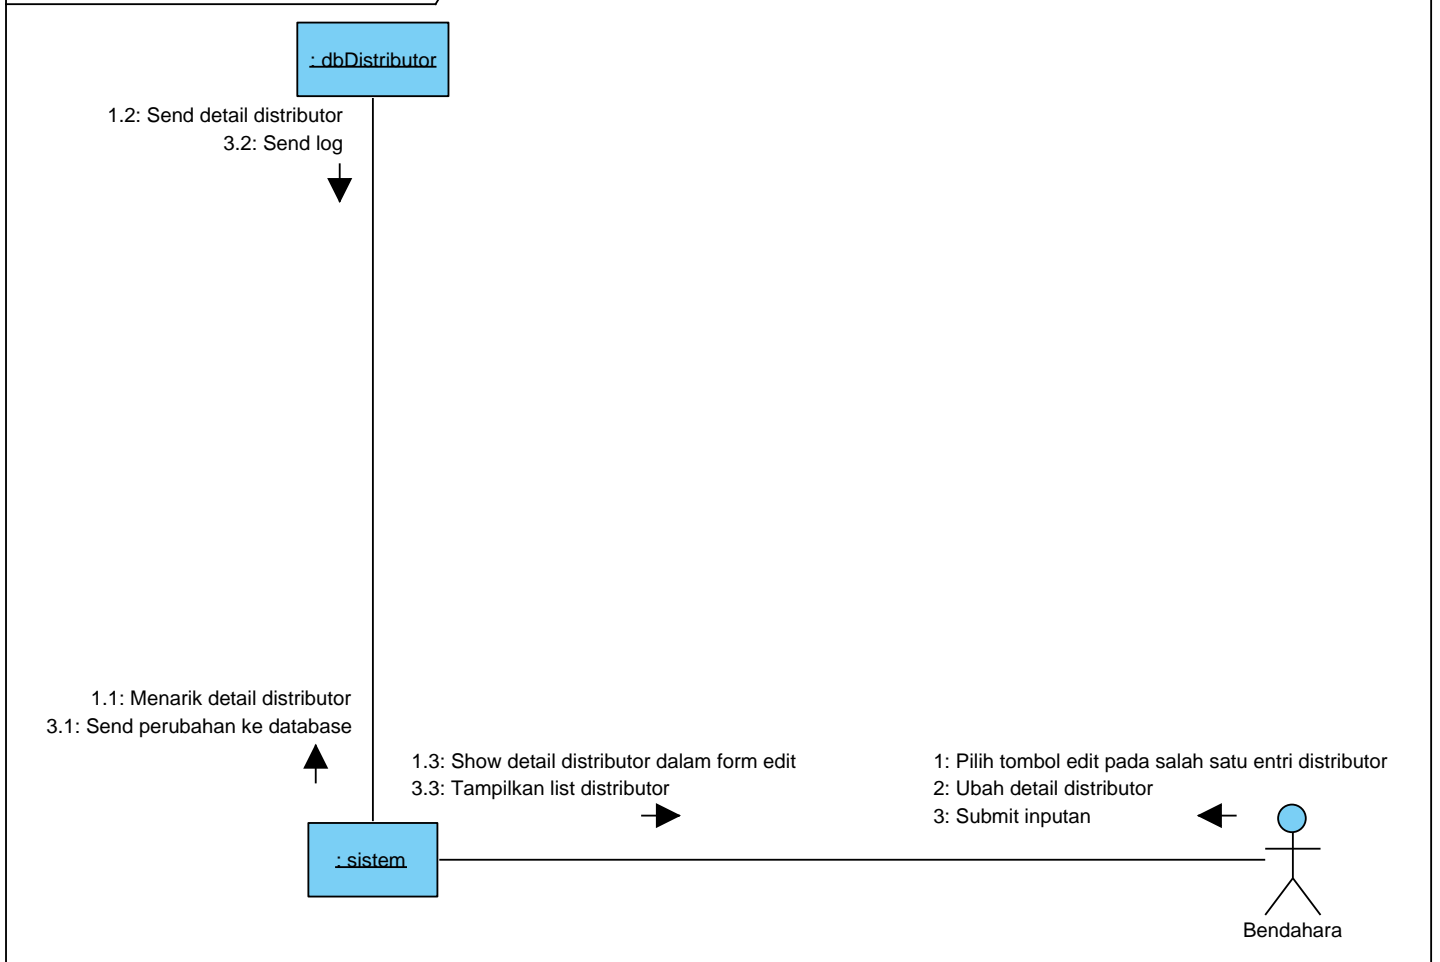 : dbDistributor
1.2: Send detail distributor
3.2: Send log
1.1: Menarik detail distributor
3.1: Send perubahan ke database
1.3: Show detail distributor dalam form edit
3.3: Tampilkan list distributor
1: Pilih tombol edit pada salah satu entri distributor
2: Ubah detail distributor
3: Submit inputan
: sistem
Bendahara